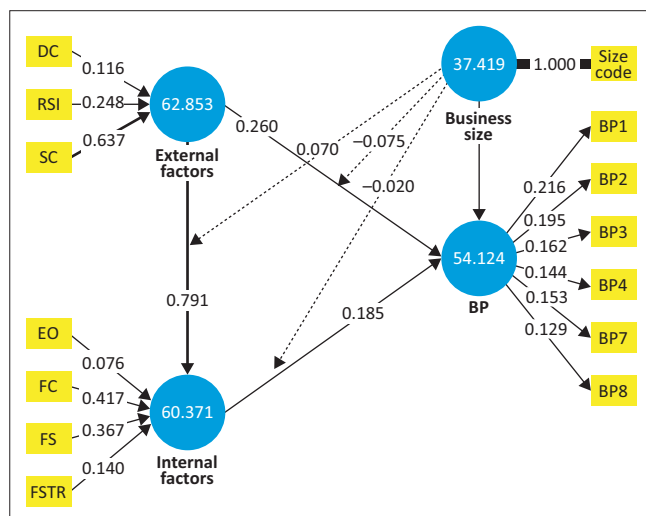 DC
0.116
RSI
0.248
SC
0.637
62.853
External
factors
0.260
0.070
−0.075
−0.020
37.419
Business
size
1.000
Size
code
BP1
BP2
BP3
BP4
BP7
BP8
0.216
0.195
0.162
0.144
0.153
0.129
54.124
BP
0.791
0.185
EO
0.076
FC
0.417
FS
0.367
FSTR
0.140
60.371
Internal
factors